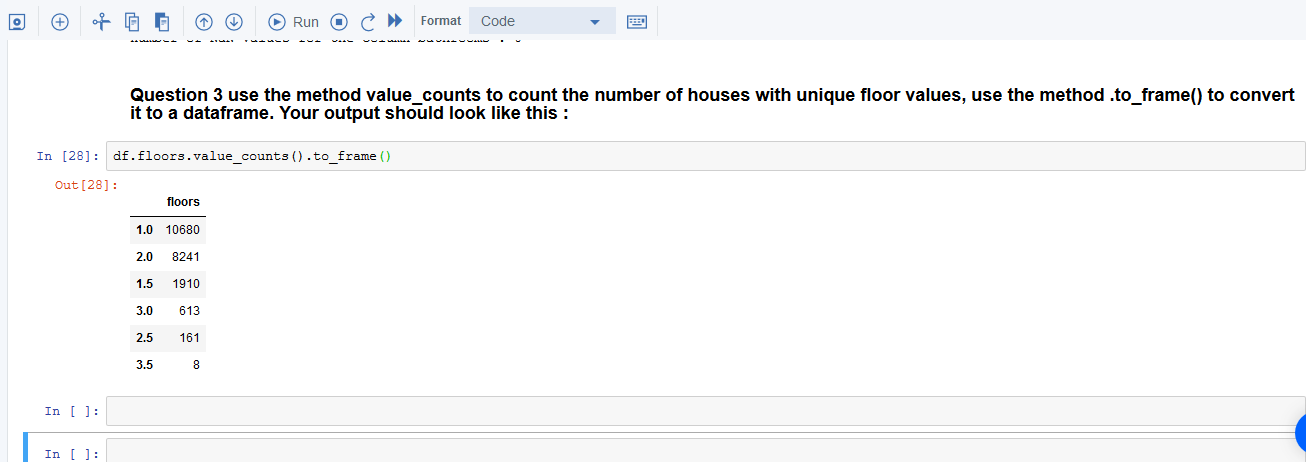 Run Format Code
Question 3 use the method value_counts to count the number of houses with unique floor values, use the method .to_frame() to convert
it to a dataframe. Your output should look like this :
In [28]: df.floors.value_counts().to_frame()
Out[28]:
floors
1.0 10680
2.0 8241
1.5 1910
3.0 613
2.5 161
3.5 8
In [ ]:
In [ ]: